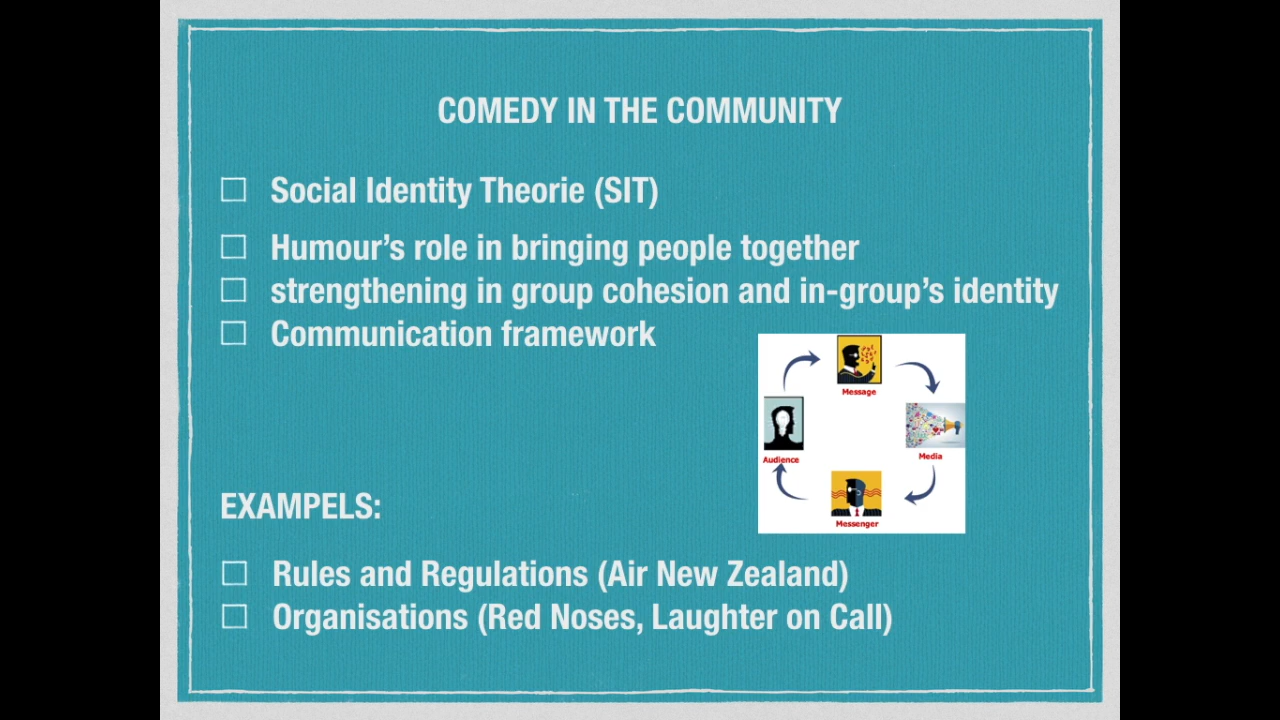 COMEDY IN THE COMMUNITY
Social Identity Theorie (SIT)
Humour's role in bringing people together
strengthening in group cohesion and in-group's identity
Communication framework
Message
Audience
Media
Messenger
EXAMPELS:
Rules and Regulations (Air New Zealand)
Organisations (Red Noses, Laughter on Call)